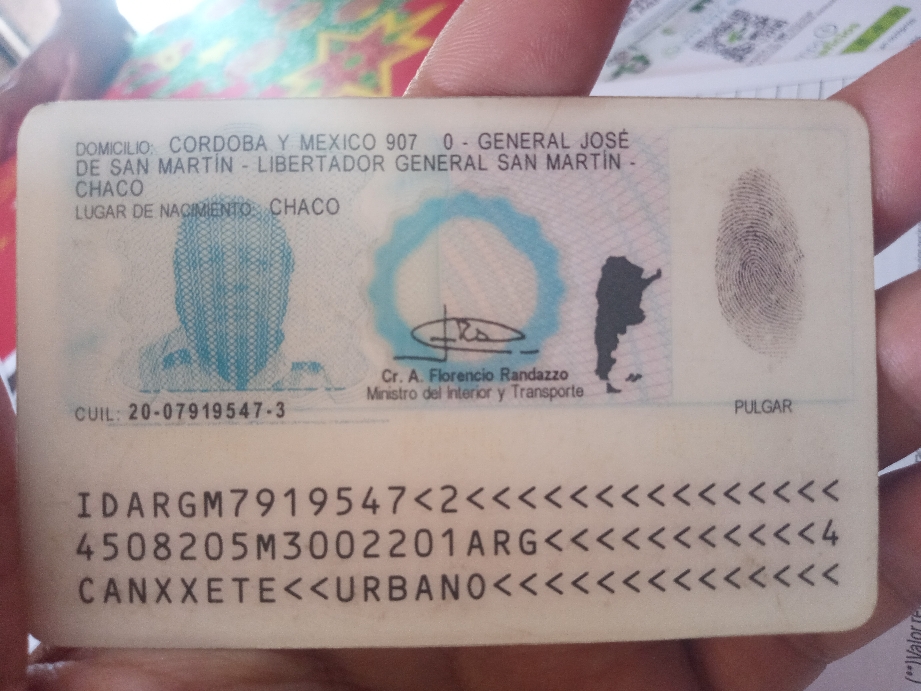 DOMICILIO: CORDOBA Y MEXICO 907 0 - GENERAL JOSÉ
DE SAN MARTÍN - LIBERTADOR GENERAL SAN MARTÍN -
CHACO
LUGAR DE NACIMIENTO: CHACO
Cr. A. Florencio Randazzo
Ministro del Interior y Transporte
CUIL: 20-07919547-3
PULGAR
IDARGM7919547<2<<<<<<<<<<<<<<<
4508205M3002201ARG<<<<<<<<<<<4
CANXXETE<<URBANO<<<<<<<<<<<<<<